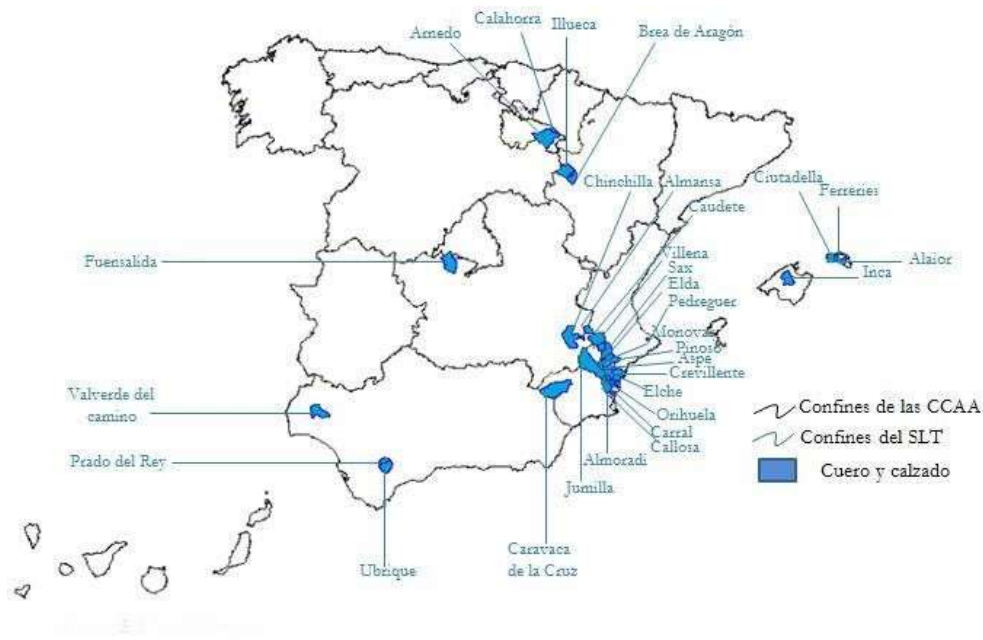 Calahorra
Illueca
Arnedo
Brea de Aragón
Chinchilla
Almansa
Ciutadella
Ferreries
Caudete
Fuensalida
Villena
Sax
Elda
Pedreguer
Alaior
Inca
Monovar
Pinoso
Aspe
Crevillente
Elche
Valverde del
camino
Orihuela
Carral
Callosa
Almoradi
Prado del Rey
Jumilla
Ubrique
Caravaca
de la Cruz
Confines de las CCAA
Confines del SLT
Cuero y calzado